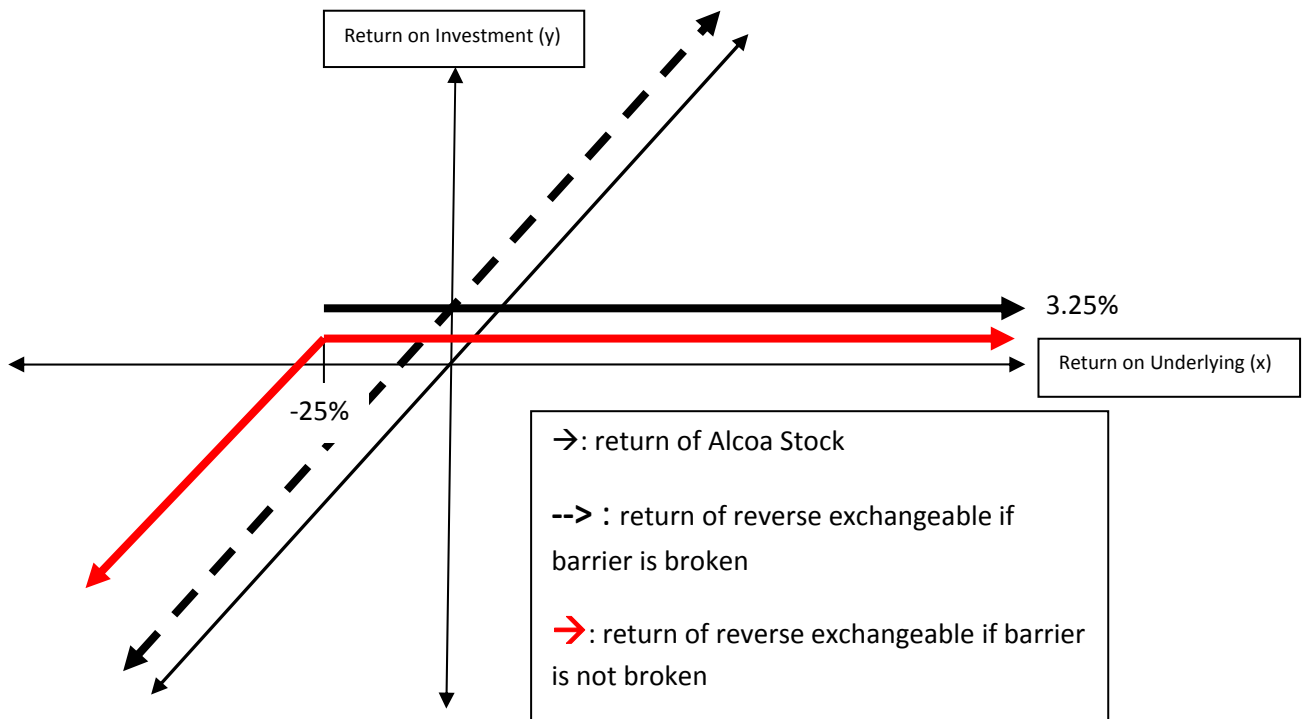 Return on Investment (y)
3.25%
Return on Underlying (x)
-25%
→: return of Alcoa Stock
--> : return of reverse exchangeable if
barrier is broken
→: return of reverse exchangeable if barrier
is not broken